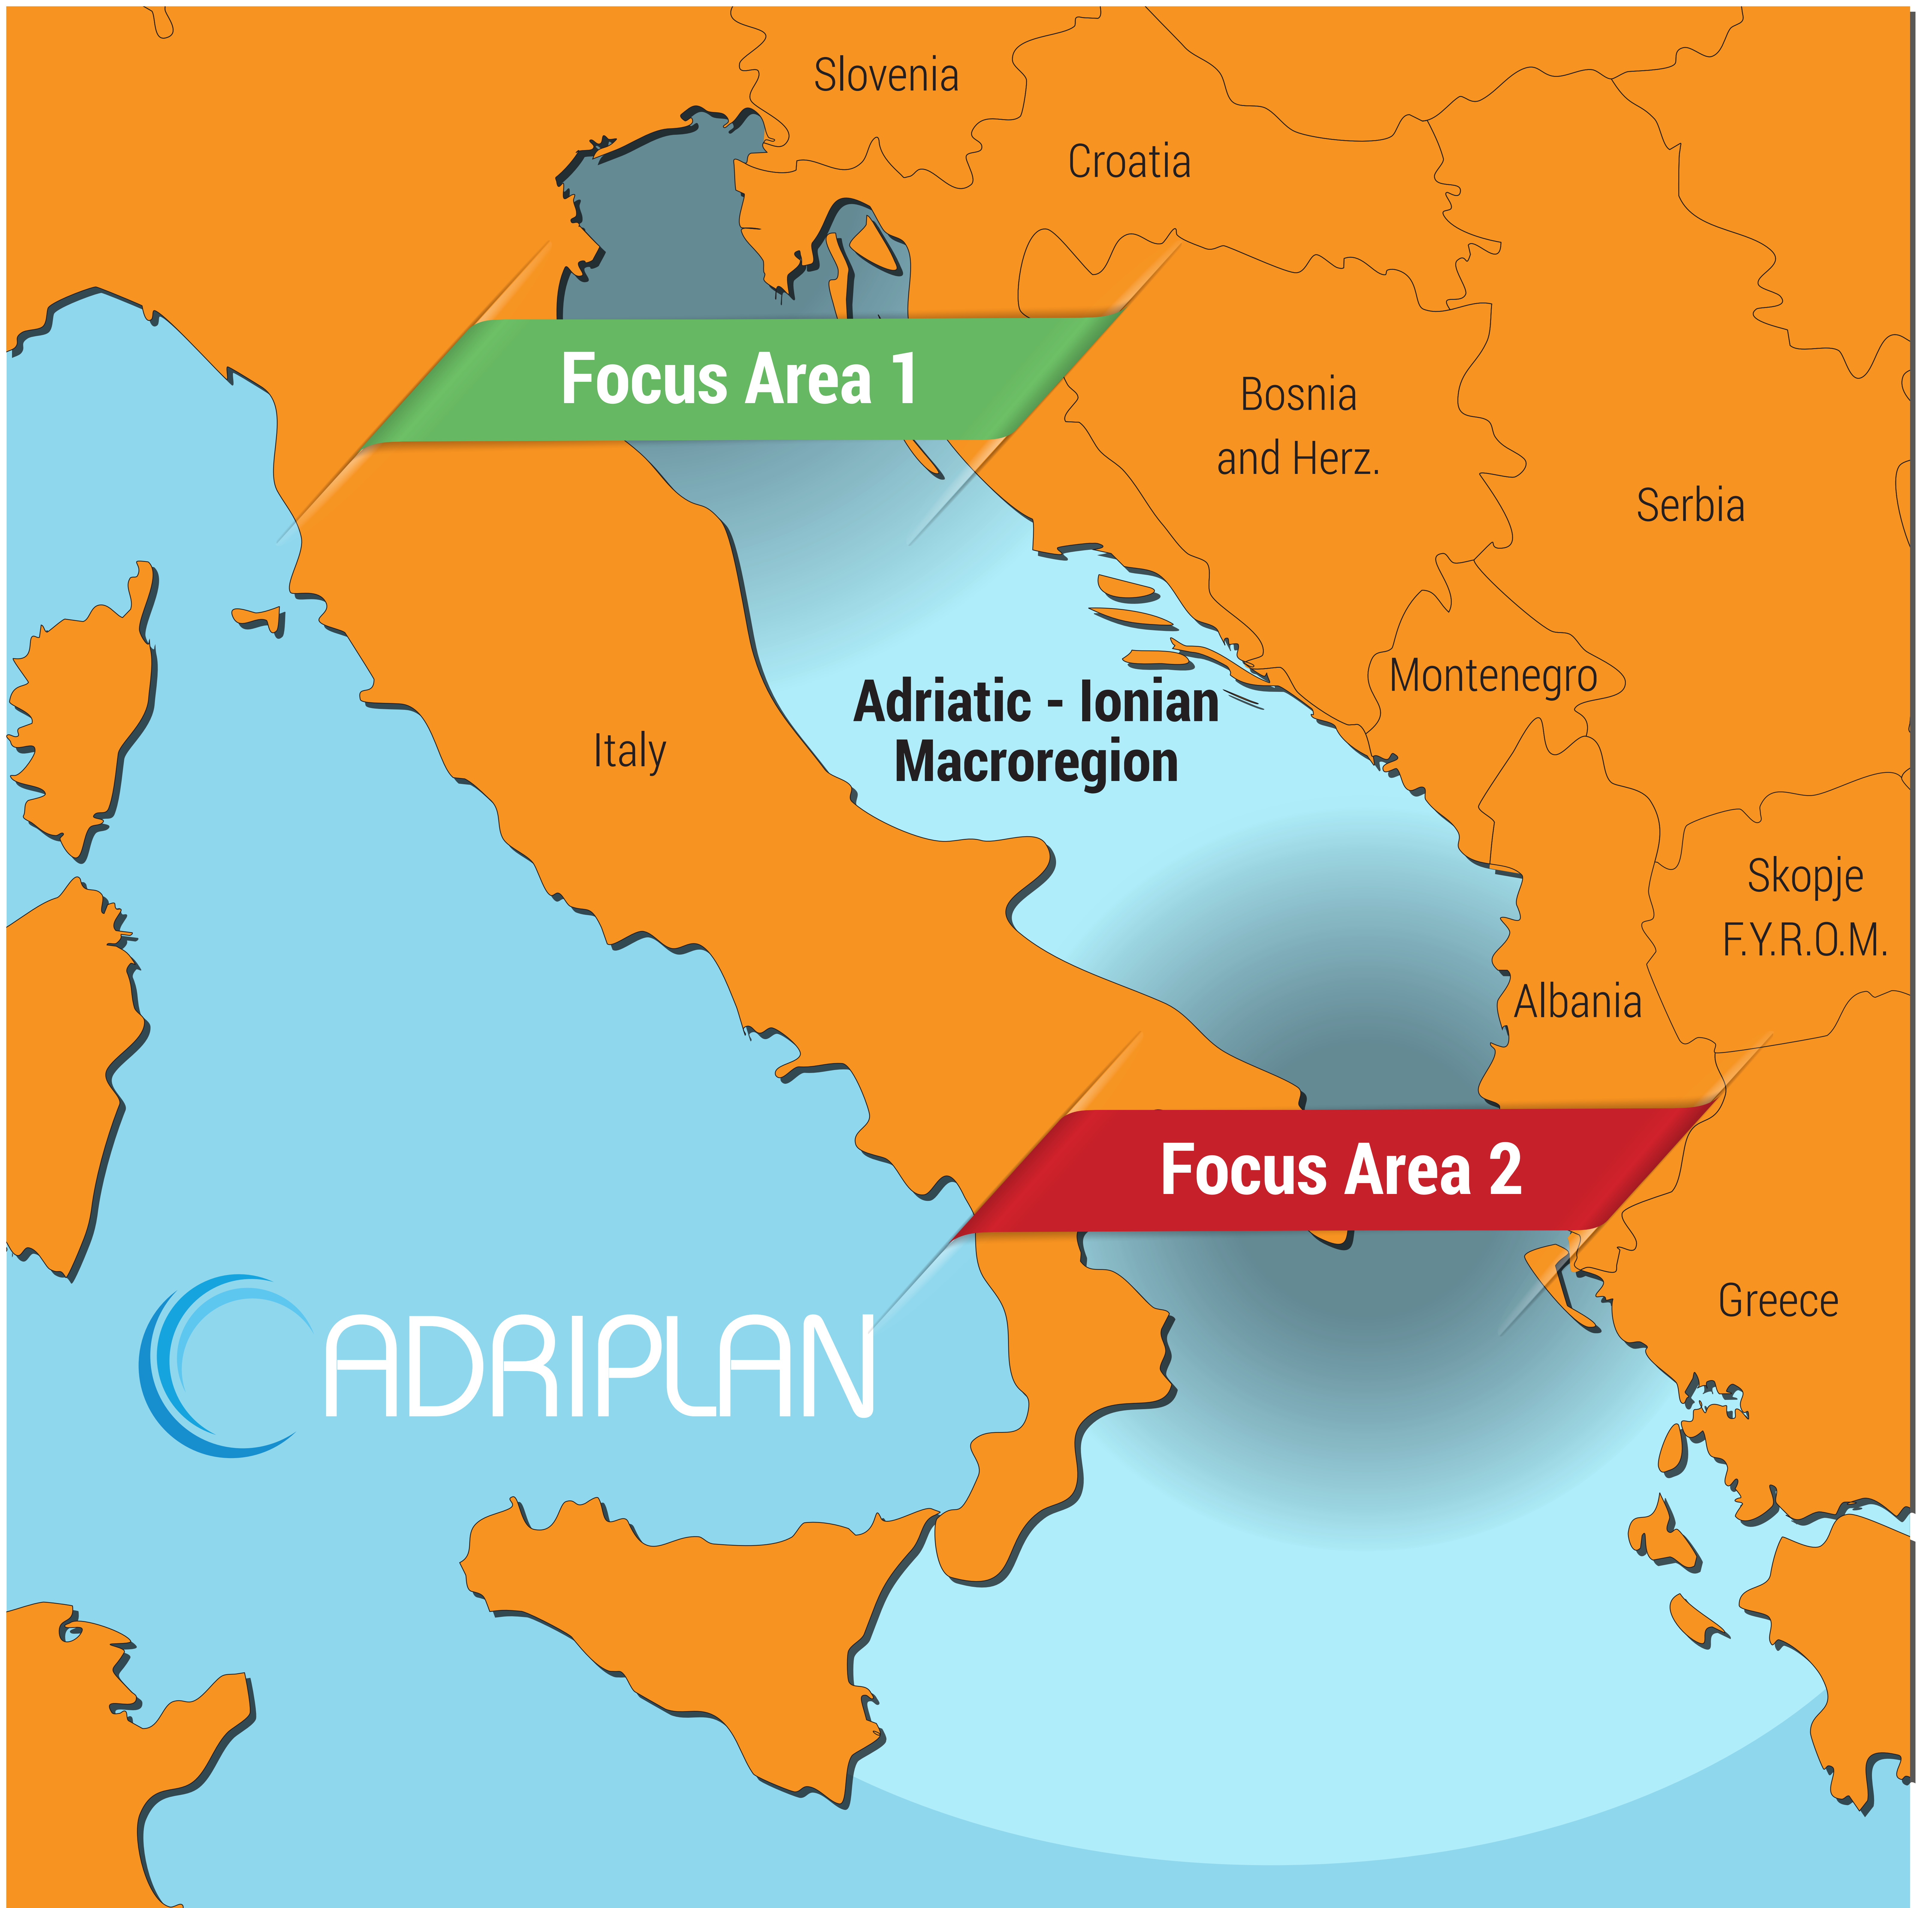 Slovenia
Croatia
Focus Area 1
Bosnia
and Herz.
Serbia
Montenegro
Adriatic - Ionian
Macroregion
Italy
Skopje
F.Y.R.O.M.
Albania
Focus Area 2
Greece
ADRIPLAN